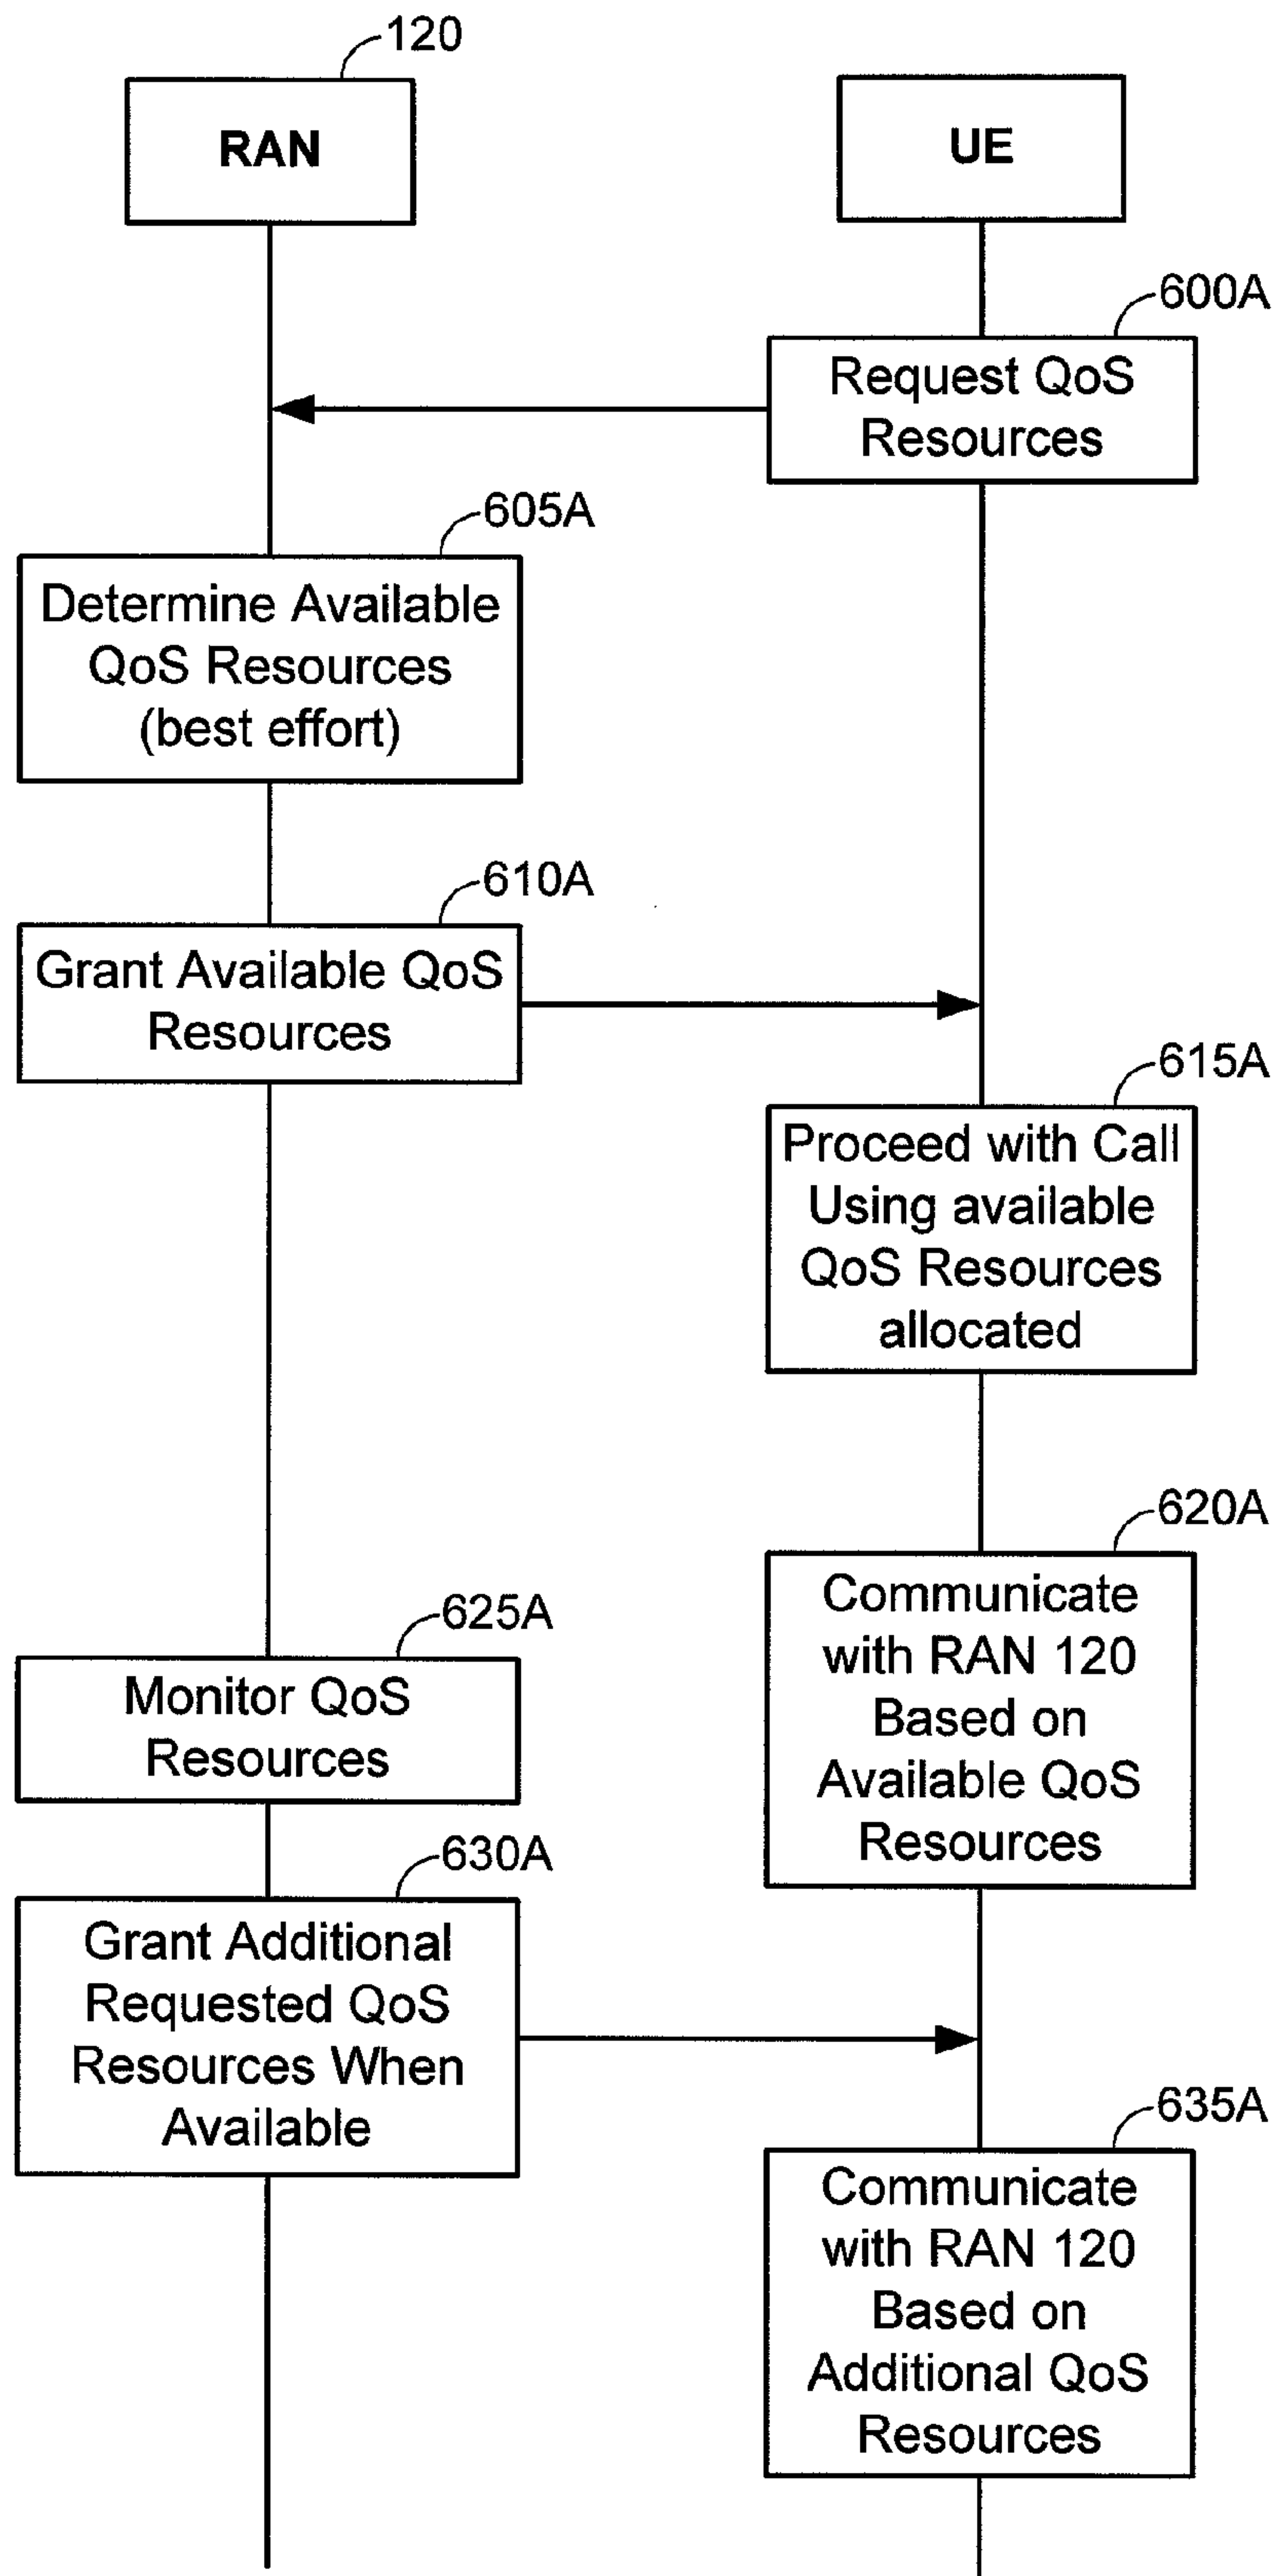 120
RAN
UE
600A
Request QoS
Resources
605A
Determine Available
QoS Resources
(best effort)
610A
Grant Available QoS
Resources
615A
Proceed with Call
Using available
QoS Resources
allocated
620A
Communicate
with RAN 120
Based on
Available QoS
Resources
625A
Monitor QoS
Resources
630A
Grant Additional
Requested QoS
Resources When
Available
635A
Communicate
with RAN 120
Based on
Additional QoS
Resources